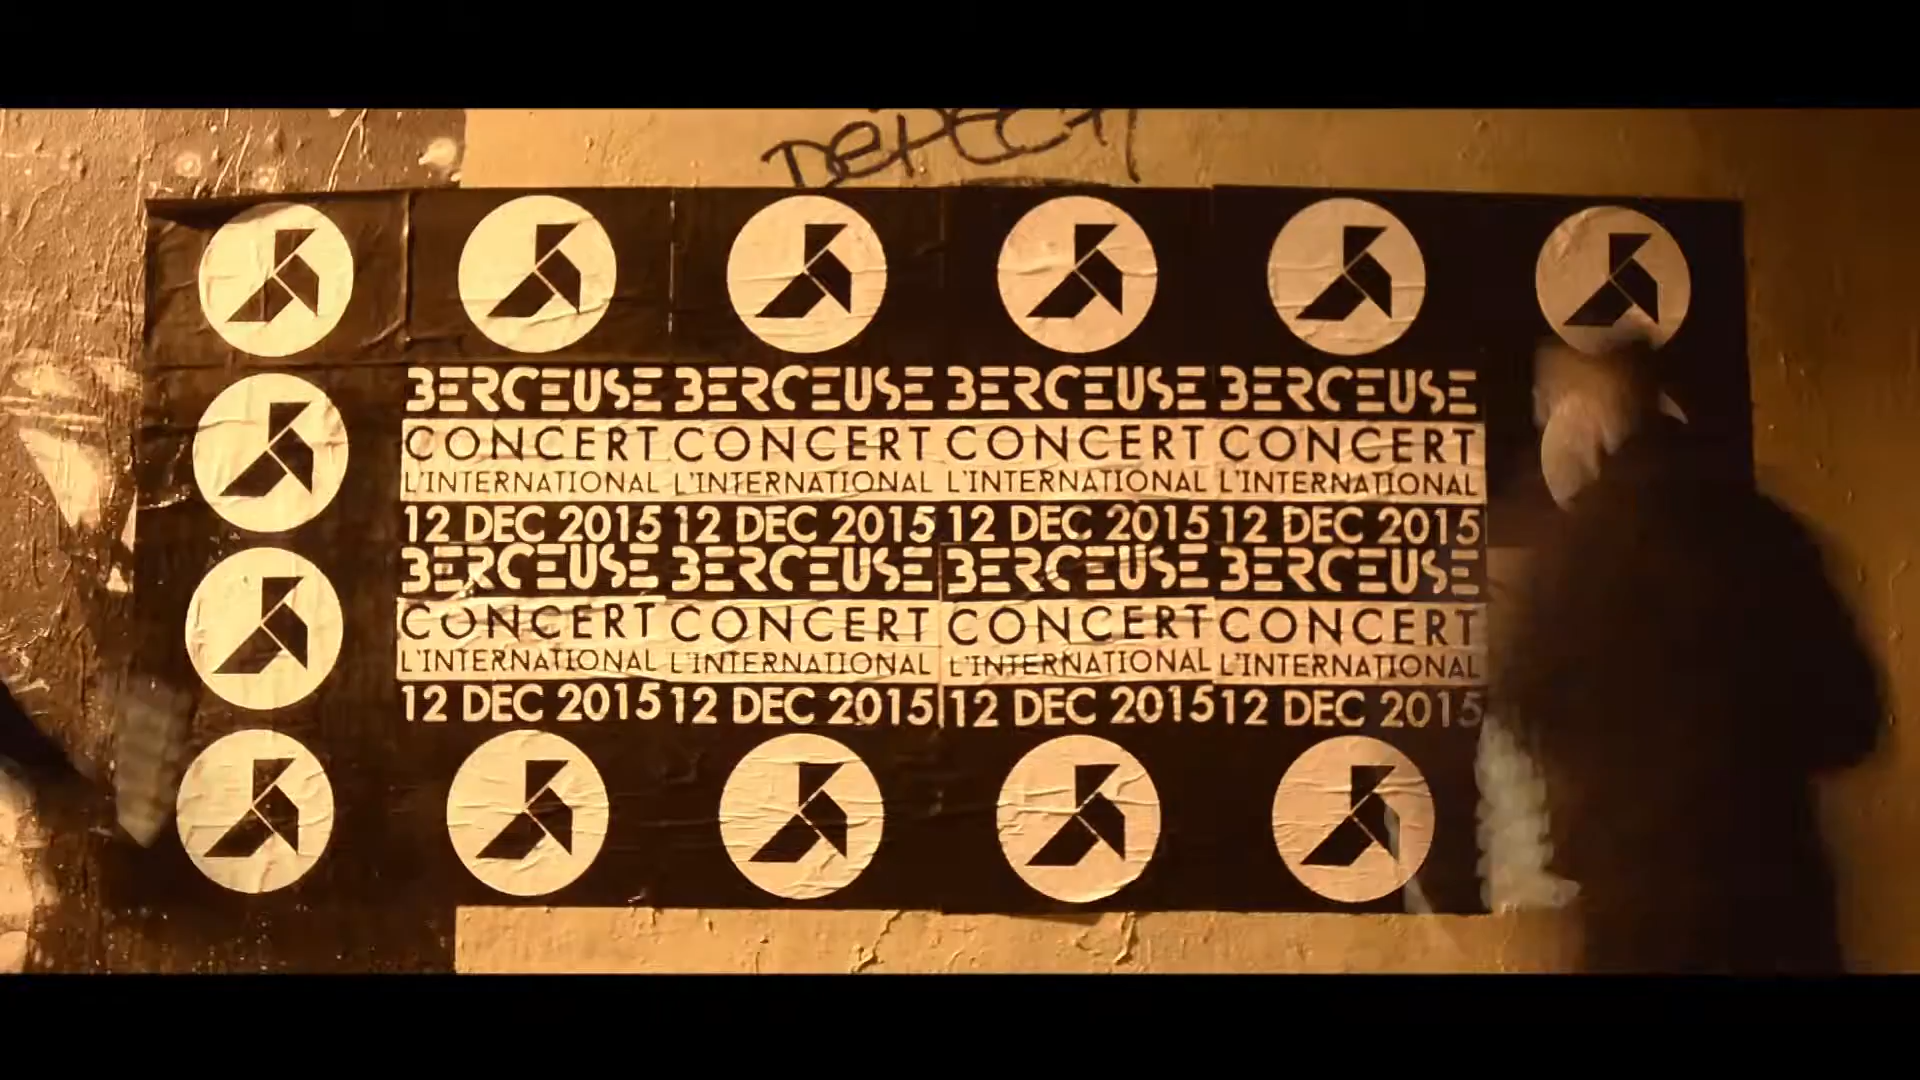 BERCEUSE BERCEUSE BERCEUSE BERCEUSE
CONCERT CONCERT CONCERT CONCERT
L'INTERNATIONAL L'INTERNATIONAL L'INTERNATIONAL L'INTERNATIONAL
12 DEC 2015 12 DEC 2015 12 DEC 2015 12 DEC 2015
BERCEUSE BERCEUSE BERCEUSE BERCEUSE
CONCERT CONCERT CONCERT CONCERT
L'INTERNATIONAL L'INTERNATIONAL L'INTERNATIONAL L'INTERNATIONAL
12 DEC 2015 12 DEC 2015 12 DEC 2015 12 DEC 2015